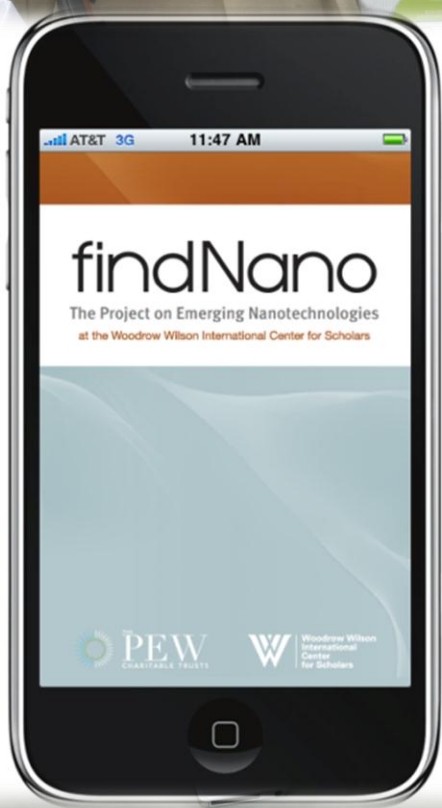 AT&T 3G 11:47 AM
findNano
The Project on Emerging Nanotechnologies
at the Woodrow Wilson International Center for Scholars
THE
PEW
CHARITABLE TRUSTS
Woodrow Wilson
International
Center
for Scholars